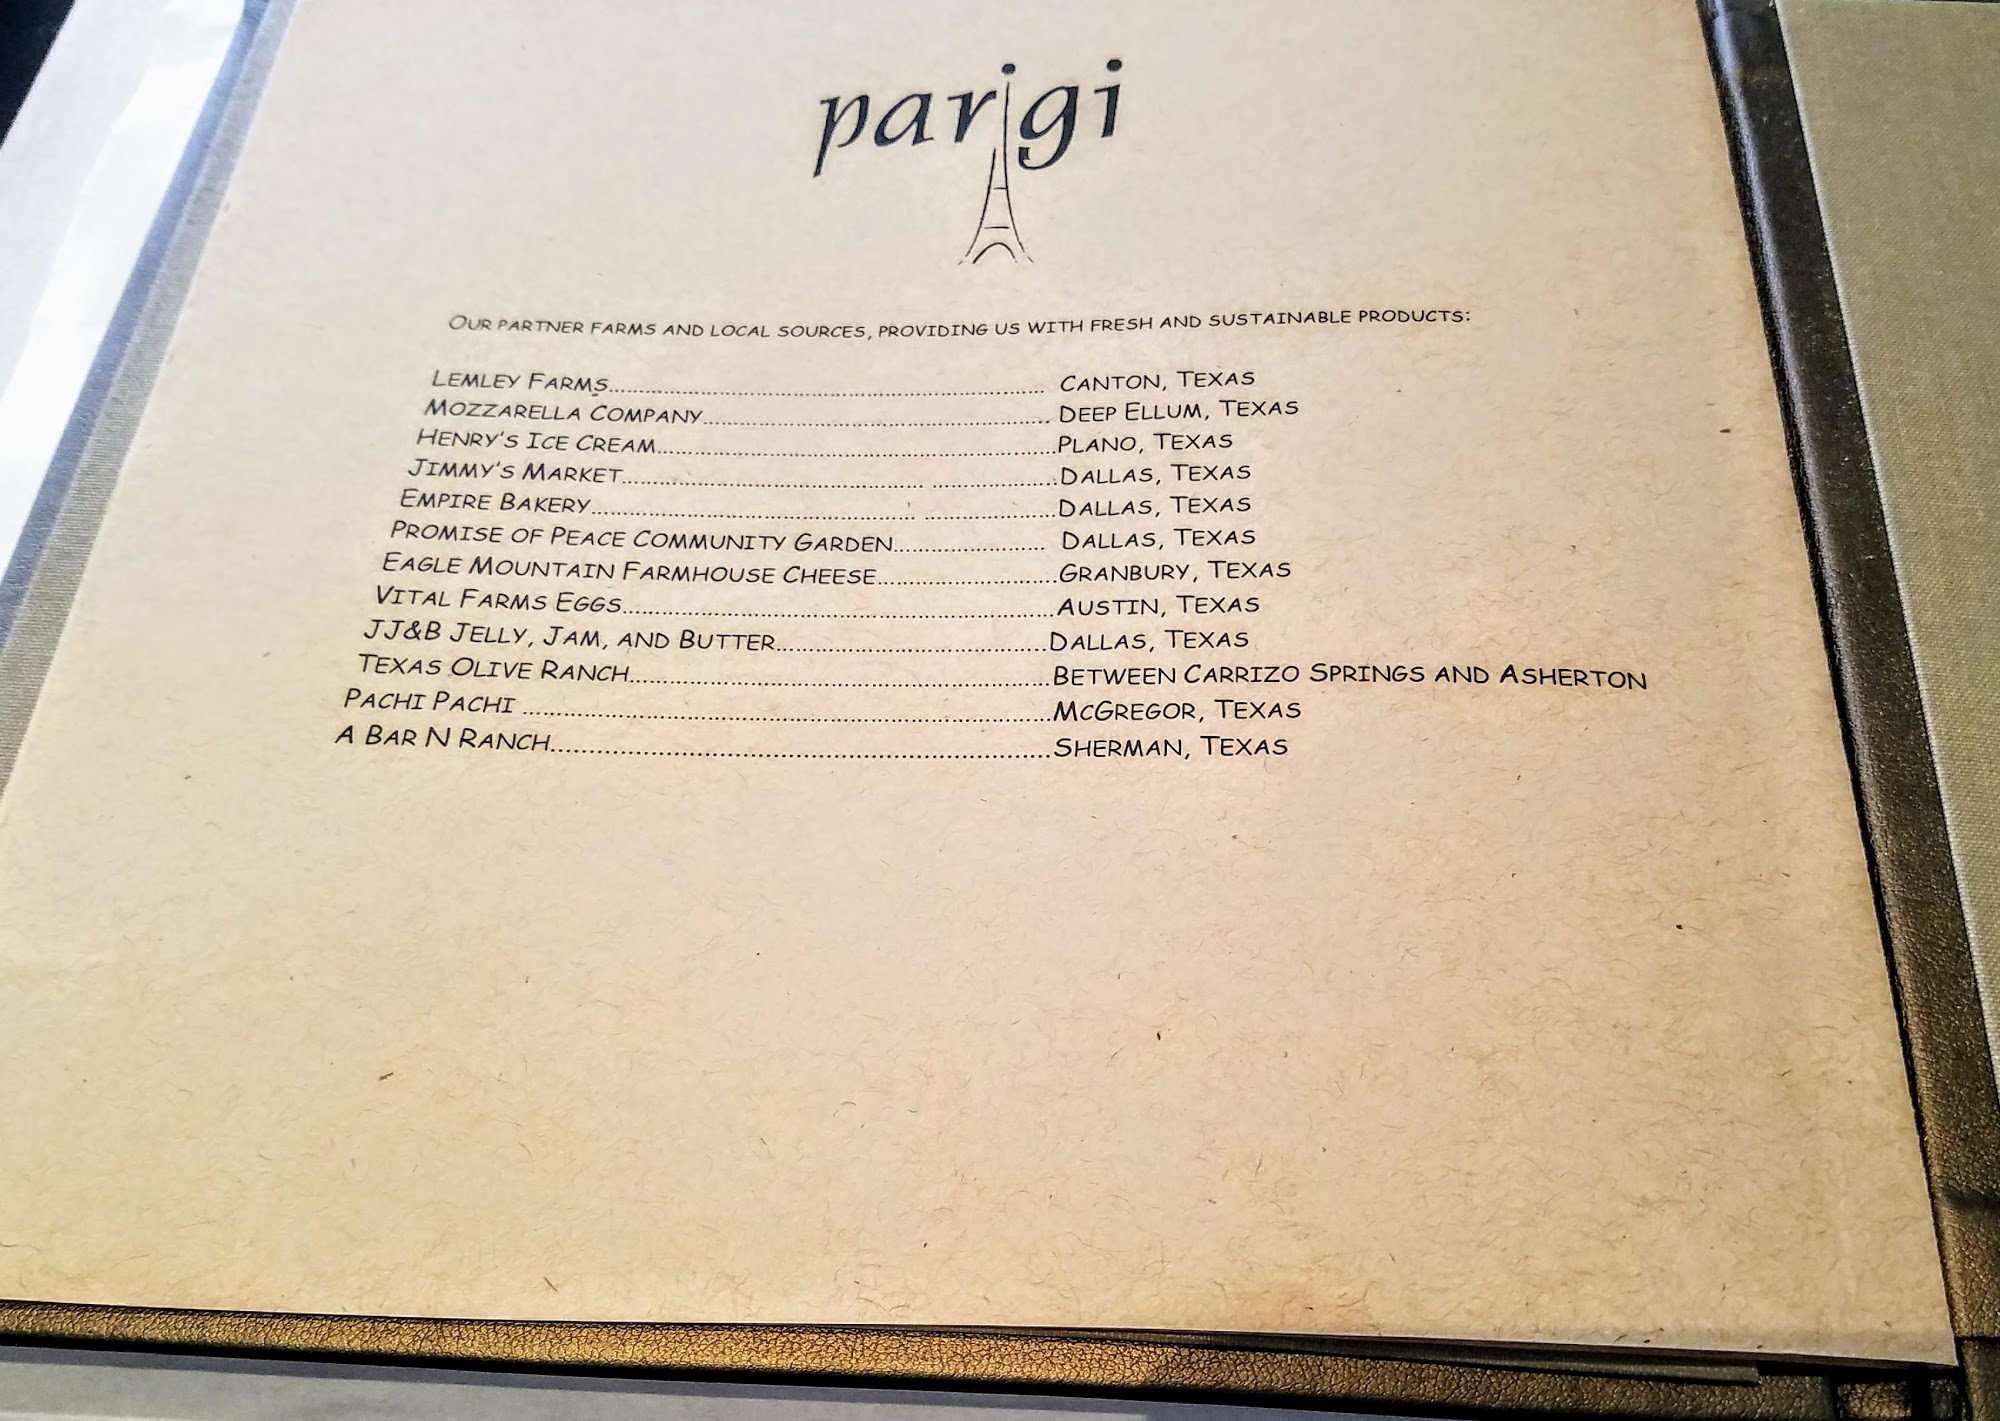 parigi
Our partner farms and local sources, providing us with fresh and sustainable products:
Lemley Farms.......................................................... Canton, Texas
Mozzarella Company.............................................. Deep Ellum, Texas
Henry's Ice Cream.....................................................Plano, Texas
Jimmy's Market........................................ .................Dallas, Texas
Empire Bakery........................................... .................Dallas, Texas
Promise of Peace Community Garden.................... Dallas, Texas
Eagle Mountain Farmhouse Cheese.......................Granbury, Texas
Vital Farms Eggs........................................................Austin, Texas
JJ&B Jelly, Jam, and Butter...................................Dallas, Texas
Texas Olive Ranch......................................................Between Carrizo Springs and Asherton
Pachi Pachi ....................................................................McGregor, Texas
A Bar N Ranch...............................................................Sherman, Texas